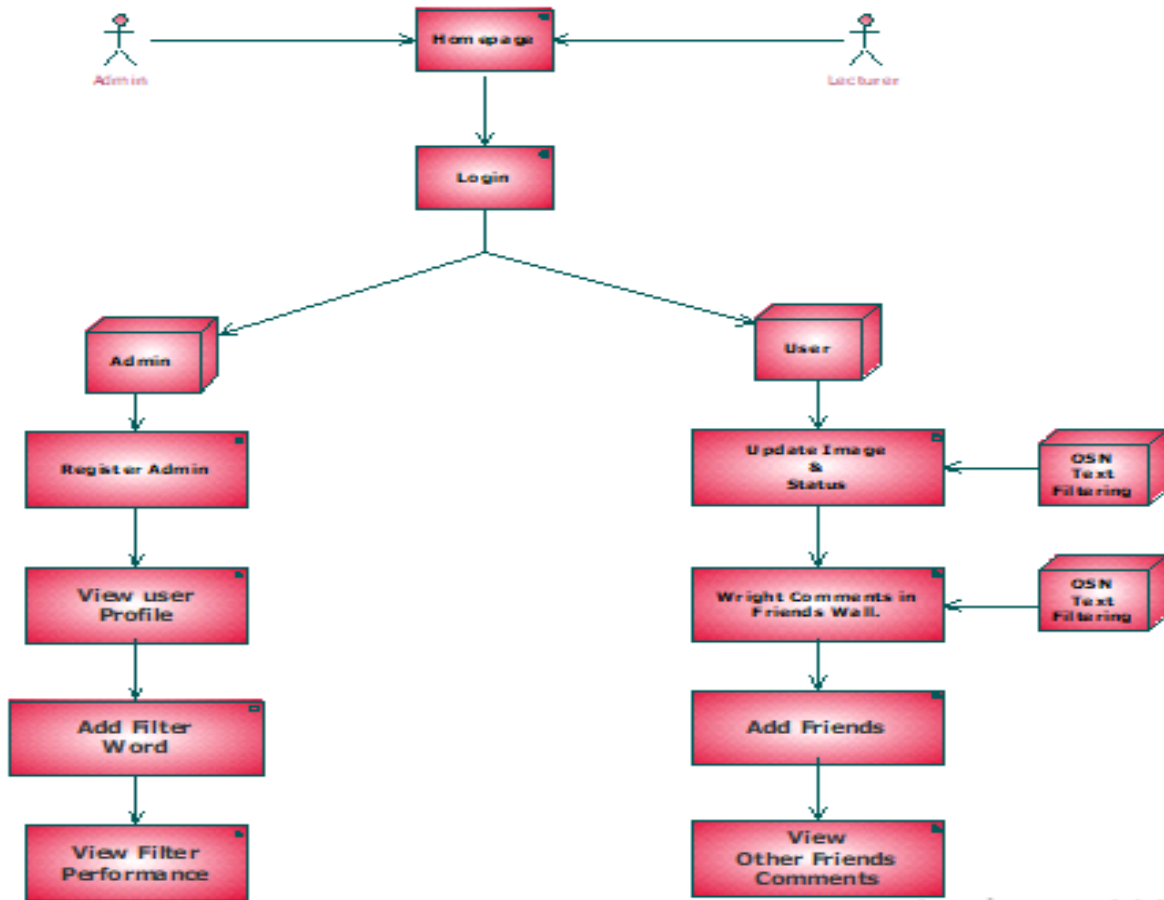 Homepage
Admin
Lecturer
Login
Admin
User
Register Admin
Update Image
&
Status
OSN
Text
Filtering
View user
Profile
Wright Comments in
Friends Wall.
OSN
Text
Filtering
Add Filter
Word
Add Friends
View Filter
Performance
View
Other Friends
Comments